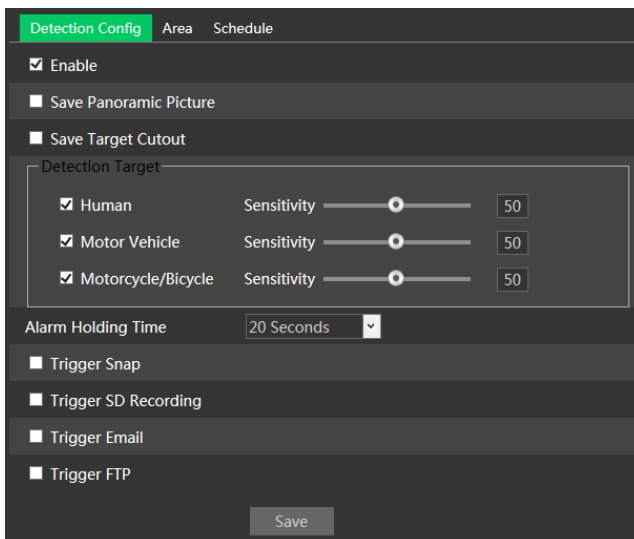 Detection Config Area Schedule
Enable
Save Panoramic Picture
Save Target Cutout
Detection Target
Human Sensitivity 50
Motor Vehicle Sensitivity 50
Motorcycle/Bicycle Sensitivity 50
Alarm Holding Time 20 Seconds
Trigger Snap
Trigger SD Recording
Trigger Email
Trigger FTP
Save